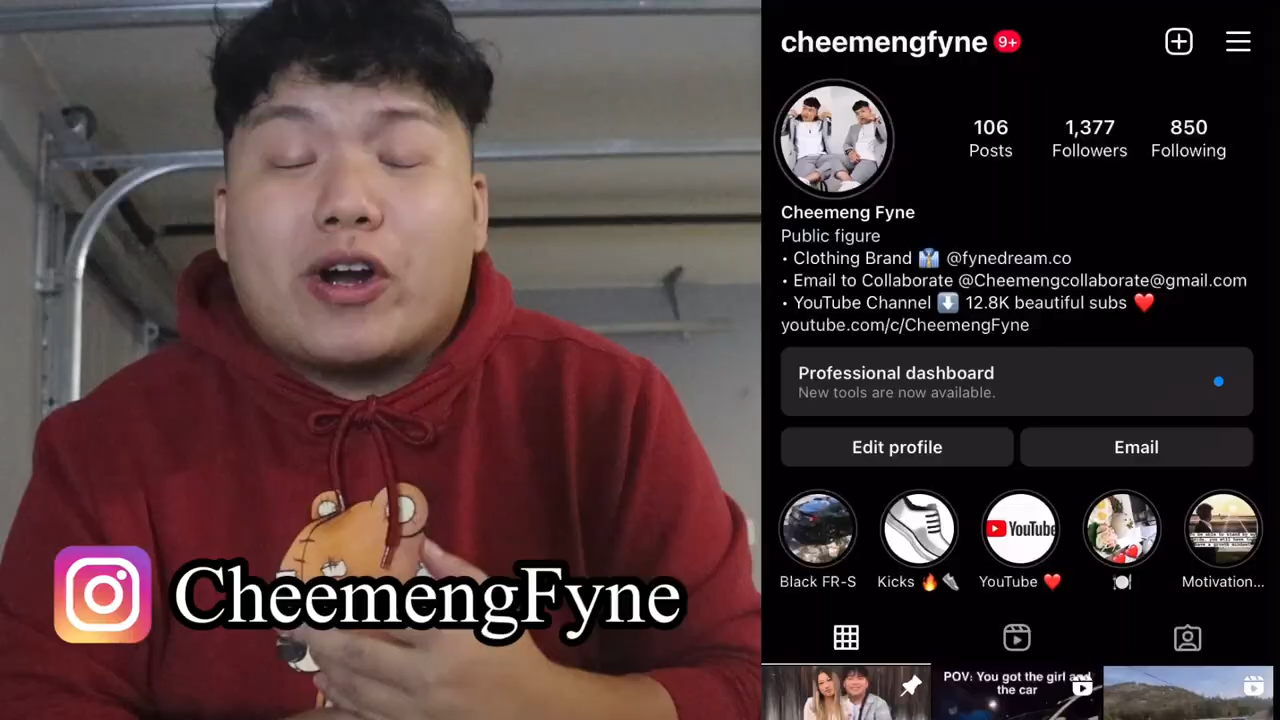 CheemengFyne
cheemengfyne 9+
106 1,377 850
Posts Followers Following
Cheemeng Fyne
Public figure
• Clothing Brand 👔 @fynedream.co
• Email to Collaborate @Cheemengcollaborate@gmail.com
• YouTube Channel ⬇️ 12.8K beautiful subs ❤️
youtube.com/c/CheemengFyne
Professional dashboard
New tools are now available.
Edit profile Email
YouTube
Black FR-S Kicks 🔥👟 YouTube ❤️ 🍽 Motivation...
POV: You got the girl and
the car